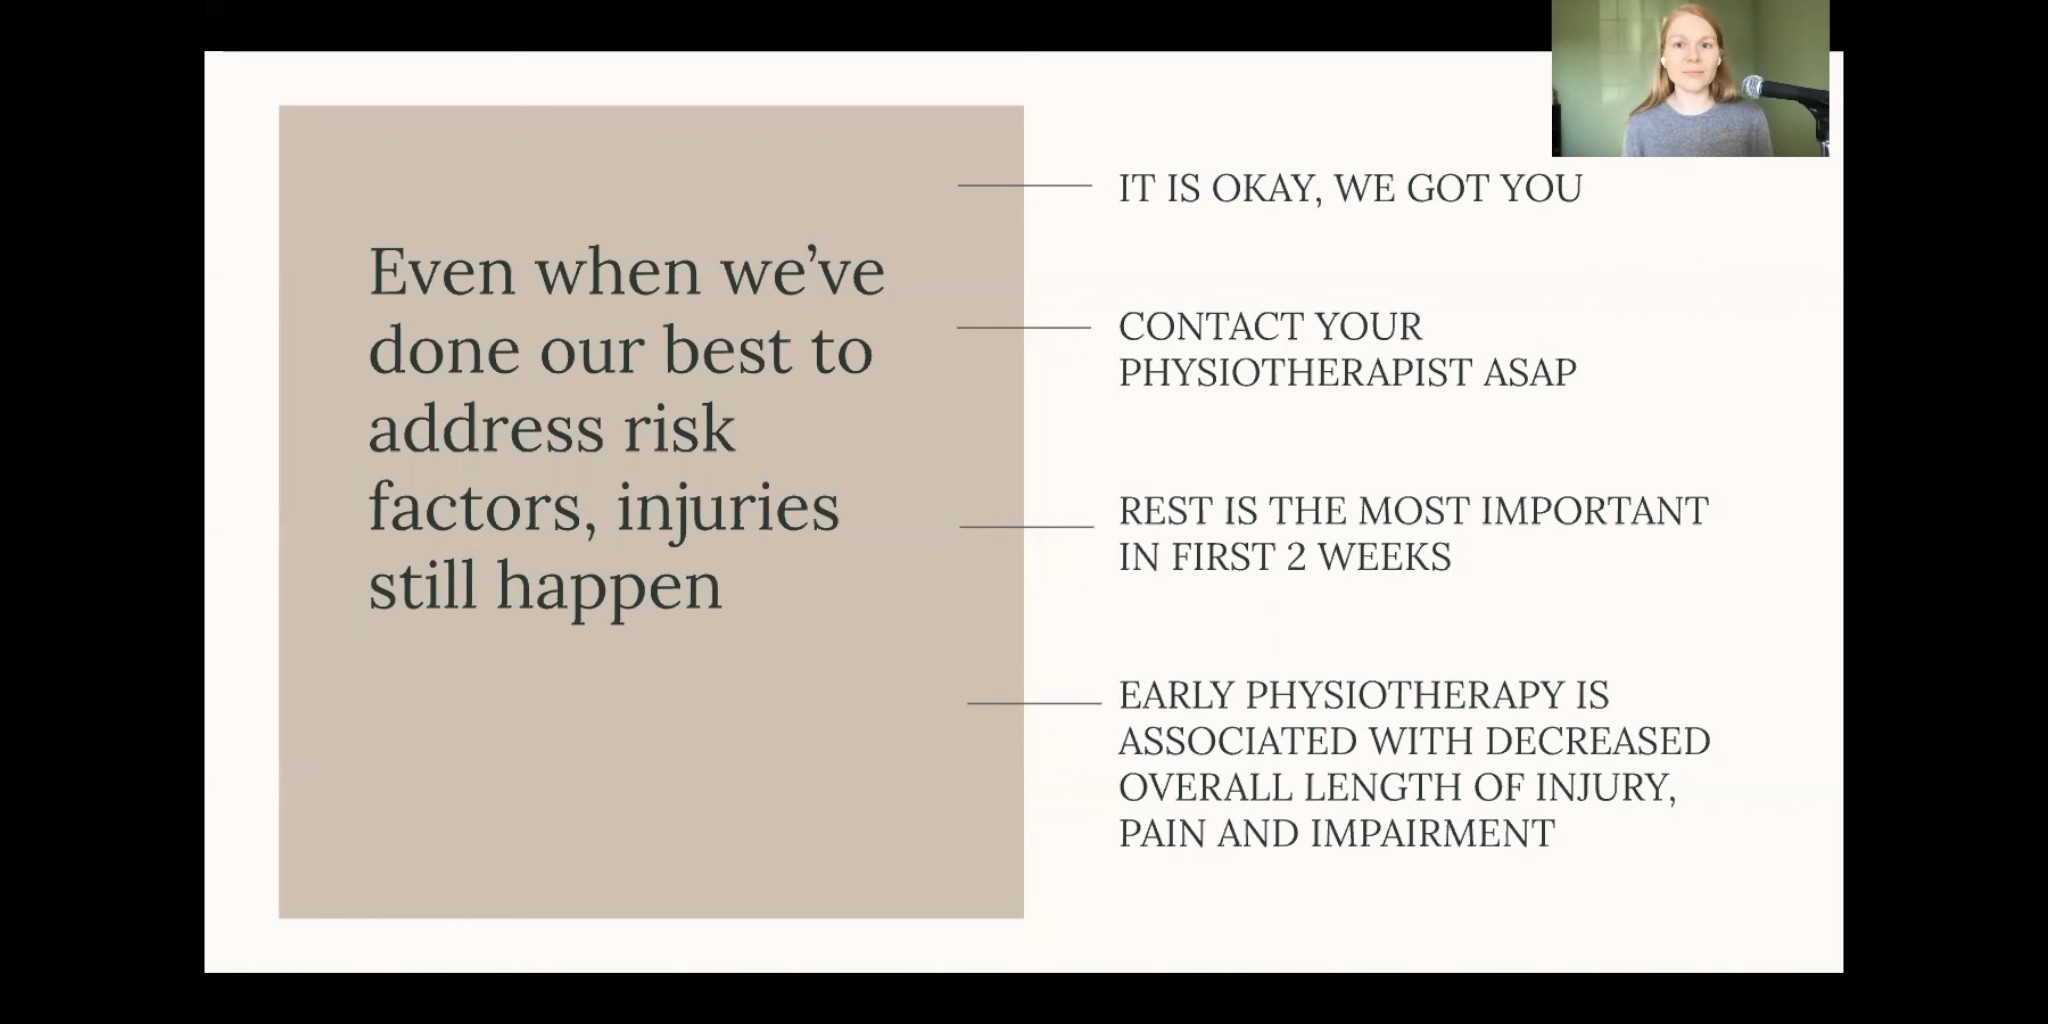 Even when we’ve
done our best to
address risk
factors, injuries
still happen
IT IS OKAY, WE GOT YOU
CONTACT YOUR
PHYSIOTHERAPIST ASAP
REST IS THE MOST IMPORTANT
IN FIRST 2 WEEKS
EARLY PHYSIOTHERAPY IS
ASSOCIATED WITH DECREASED
OVERALL LENGTH OF INJURY,
PAIN AND IMPAIRMENT